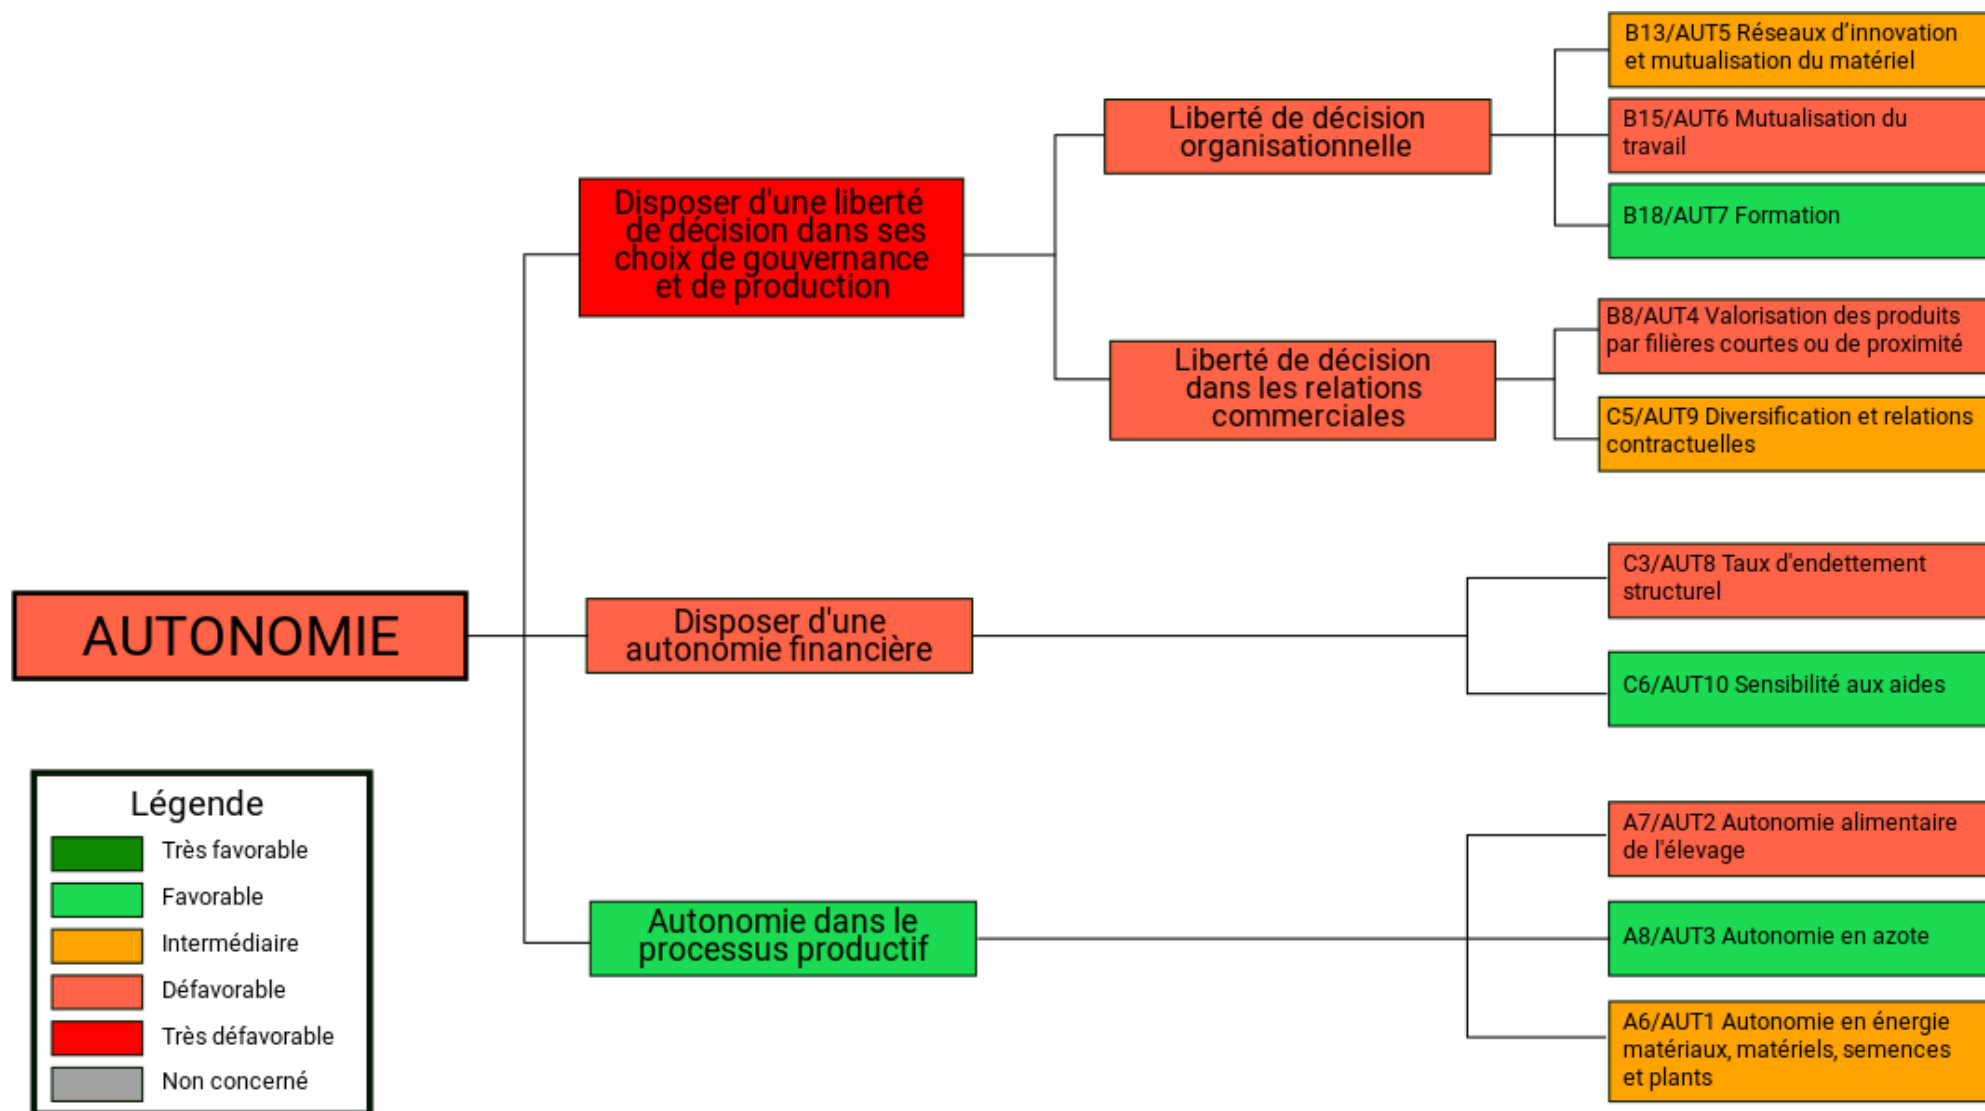 B13/AUT5 Réseaux d’innovation
et mutualisation du matériel
Liberté de décision
organisationnelle
B15/AUT6 Mutualisation du
travail
Disposer d'une liberté
de décision dans ses
choix de gouvernance
et de production
B18/AUT7 Formation
B8/AUT4 Valorisation des produits
par filières courtes ou de proximité
Liberté de décision
dans les relations
commerciales
C5/AUT9 Diversification et relations
contractuelles
C3/AUT8 Taux d'endettement
structurel
AUTONOMIE
Disposer d'une
autonomie financière
C6/AUT10 Sensibilité aux aides
Légende
Très favorable
Favorable
Intermédiaire
Défavorable
Très défavorable
Non concerné
A7/AUT2 Autonomie alimentaire
de l'élevage
Autonomie dans le
processus productif
A8/AUT3 Autonomie en azote
A6/AUT1 Autonomie en énergie
matériaux, matériels, semences
et plants